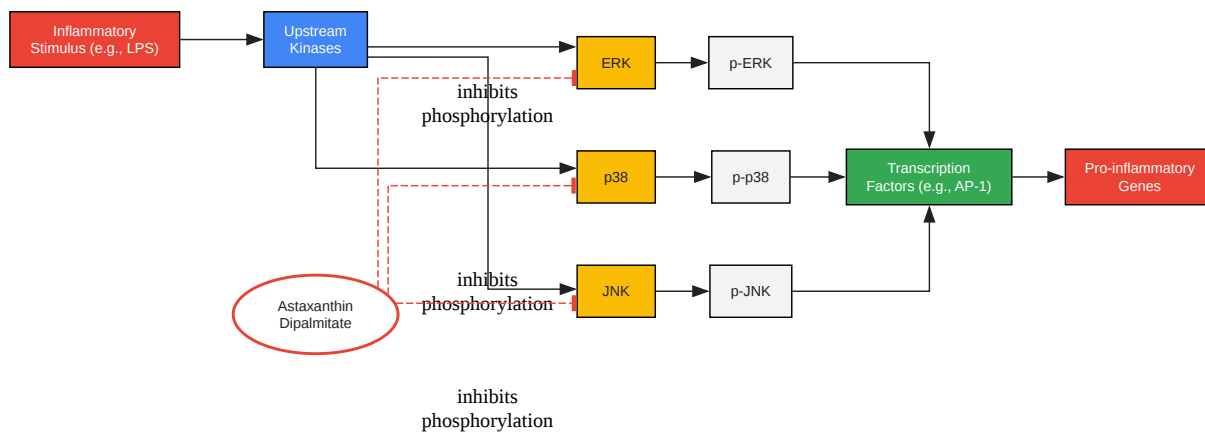 Inflammatory
Stimulus (e.g., LPS)
Upstream
Kinases
ERK
p-ERK
inhibits
phosphorylation
p38
p-p38
Transcription
Factors (e.g., AP-1)
Pro-inflammatory
Genes
inhibits
phosphorylation
JNK
p-JNK
Astaxanthin
Dipalmitate
inhibits
phosphorylation